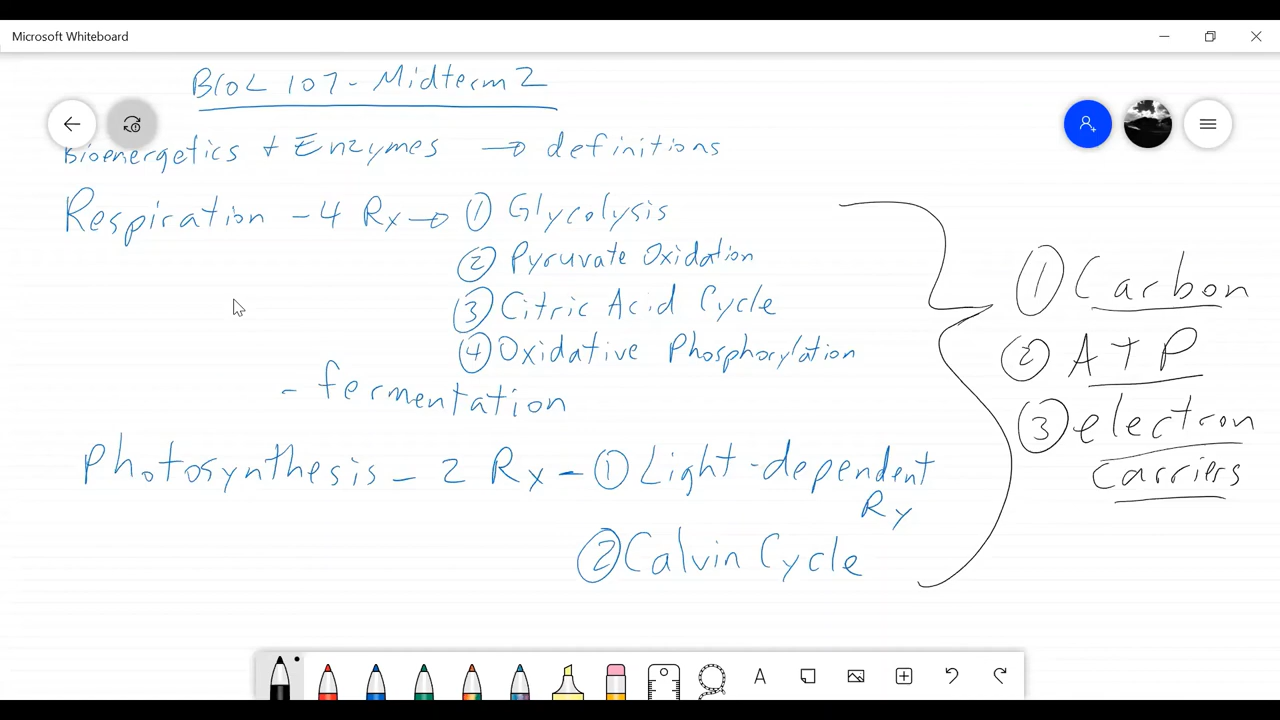 Microsoft Whiteboard
BIOL 107 - Midterm 2
Bioenergetics + Enzymes → definitions
Respiration - 4 Rx → ① Glycolysis
② Pyruvate Oxidation
③ Citric Acid Cycle
④ Oxidative Phosphorylation
- fermentation
Photosynthesis - 2 Rx - ① Light-dependent
Rx
② Calvin Cycle
① Carbon
② ATP
③ electron
carriers
A